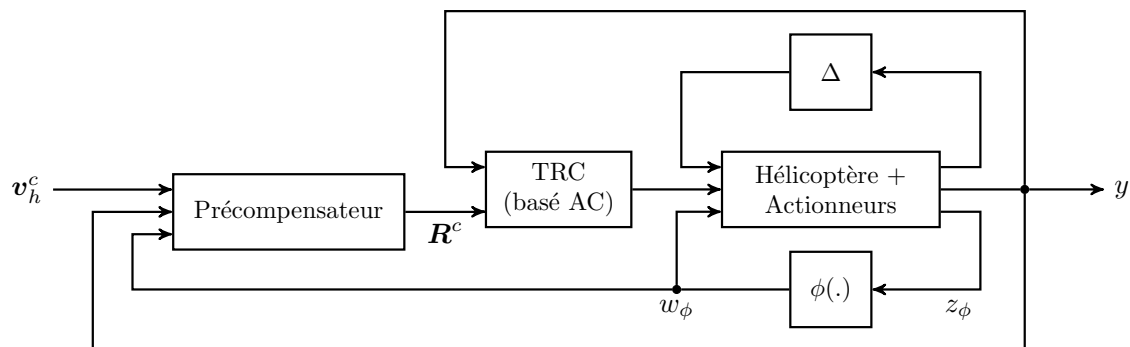 Δ
v_h^c
Précompensateur
R^c
TRC
(basé AC)
Hélicoptère +
Actionneurs
y
w_ϕ
ϕ(.)
z_ϕ